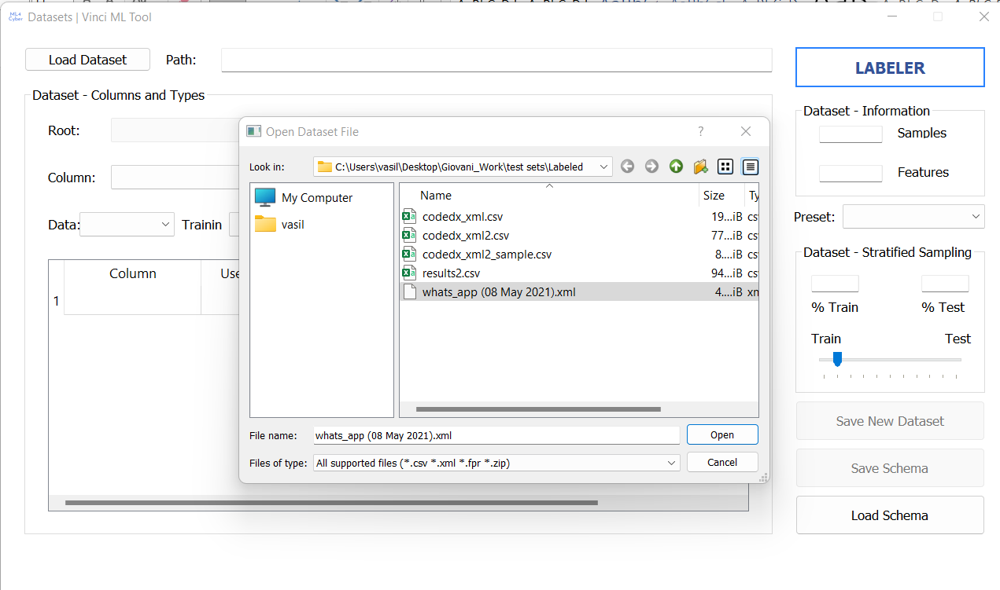 ML4
Cyber
Datasets | Vinci ML Tool
Load Dataset
Path:
LABELER
Dataset - Columns and Types
Root:
Column:
Data:
Trainin
Column
Use
1
Dataset - Information
Samples
Features
Preset:
Dataset - Stratified Sampling
% Train
% Test
Train
Test
Save New Dataset
Save Schema
Load Schema
Open Dataset File
?
Look in:
C:\Users\vasil\Desktop\Giovani_Work\test sets\Labeled
My Computer
vasil
Name
Size
Ty
codedx_xml.csv
19...iB
cs
codedx_xml2.csv
77...iB
cs
codedx_xml2_sample.csv
8....iB
cs
results2.csv
94...iB
cs
whats_app (08 May 2021).xml
4....iB
xn
File name:
whats_app (08 May 2021).xml
Open
Files of type:
All supported files (*.csv *.xml *.fpr *.zip)
Cancel